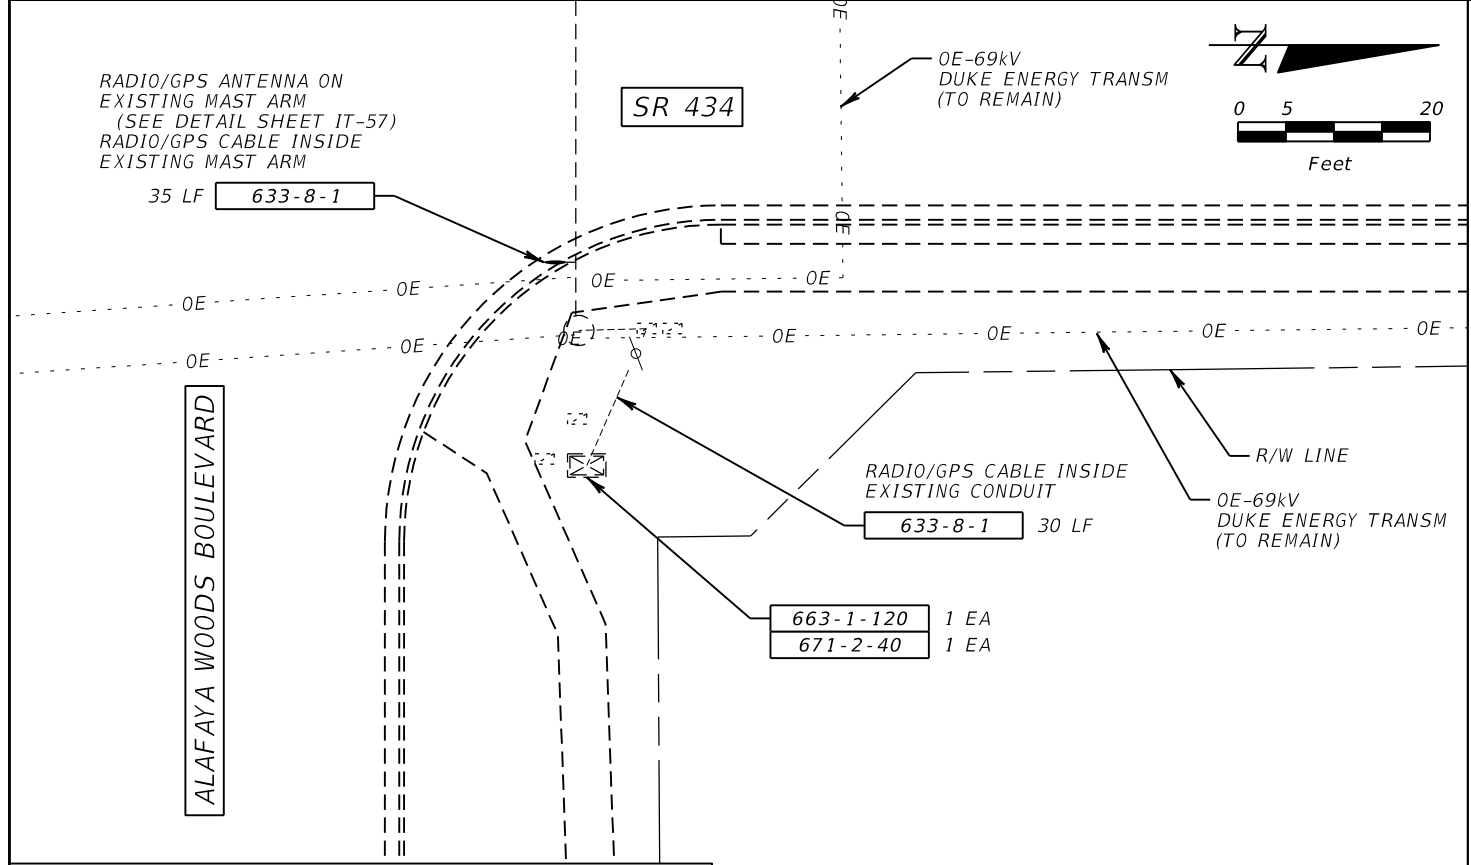 RADIO/GPS ANTENNA ON
EXISTING MAST ARM
(SEE DETAIL SHEET IT-57)
RADIO/GPS CABLE INSIDE
EXISTING MAST ARM
35 LF 633-8-1
SR 434
OE
OE-69kV
DUKE ENERGY TRANSM
(TO REMAIN)
N
0 5 20
Feet
OE
OE OE OE OE
OE OE OE OE OE OE OE
ALAFAYA WOODS BOULEVARD
R/W LINE
RADIO/GPS CABLE INSIDE
EXISTING CONDUIT
633-8-1 30 LF
OE-69kV
DUKE ENERGY TRANSM
(TO REMAIN)
663-1-120 1 EA
671-2-40 1 EA